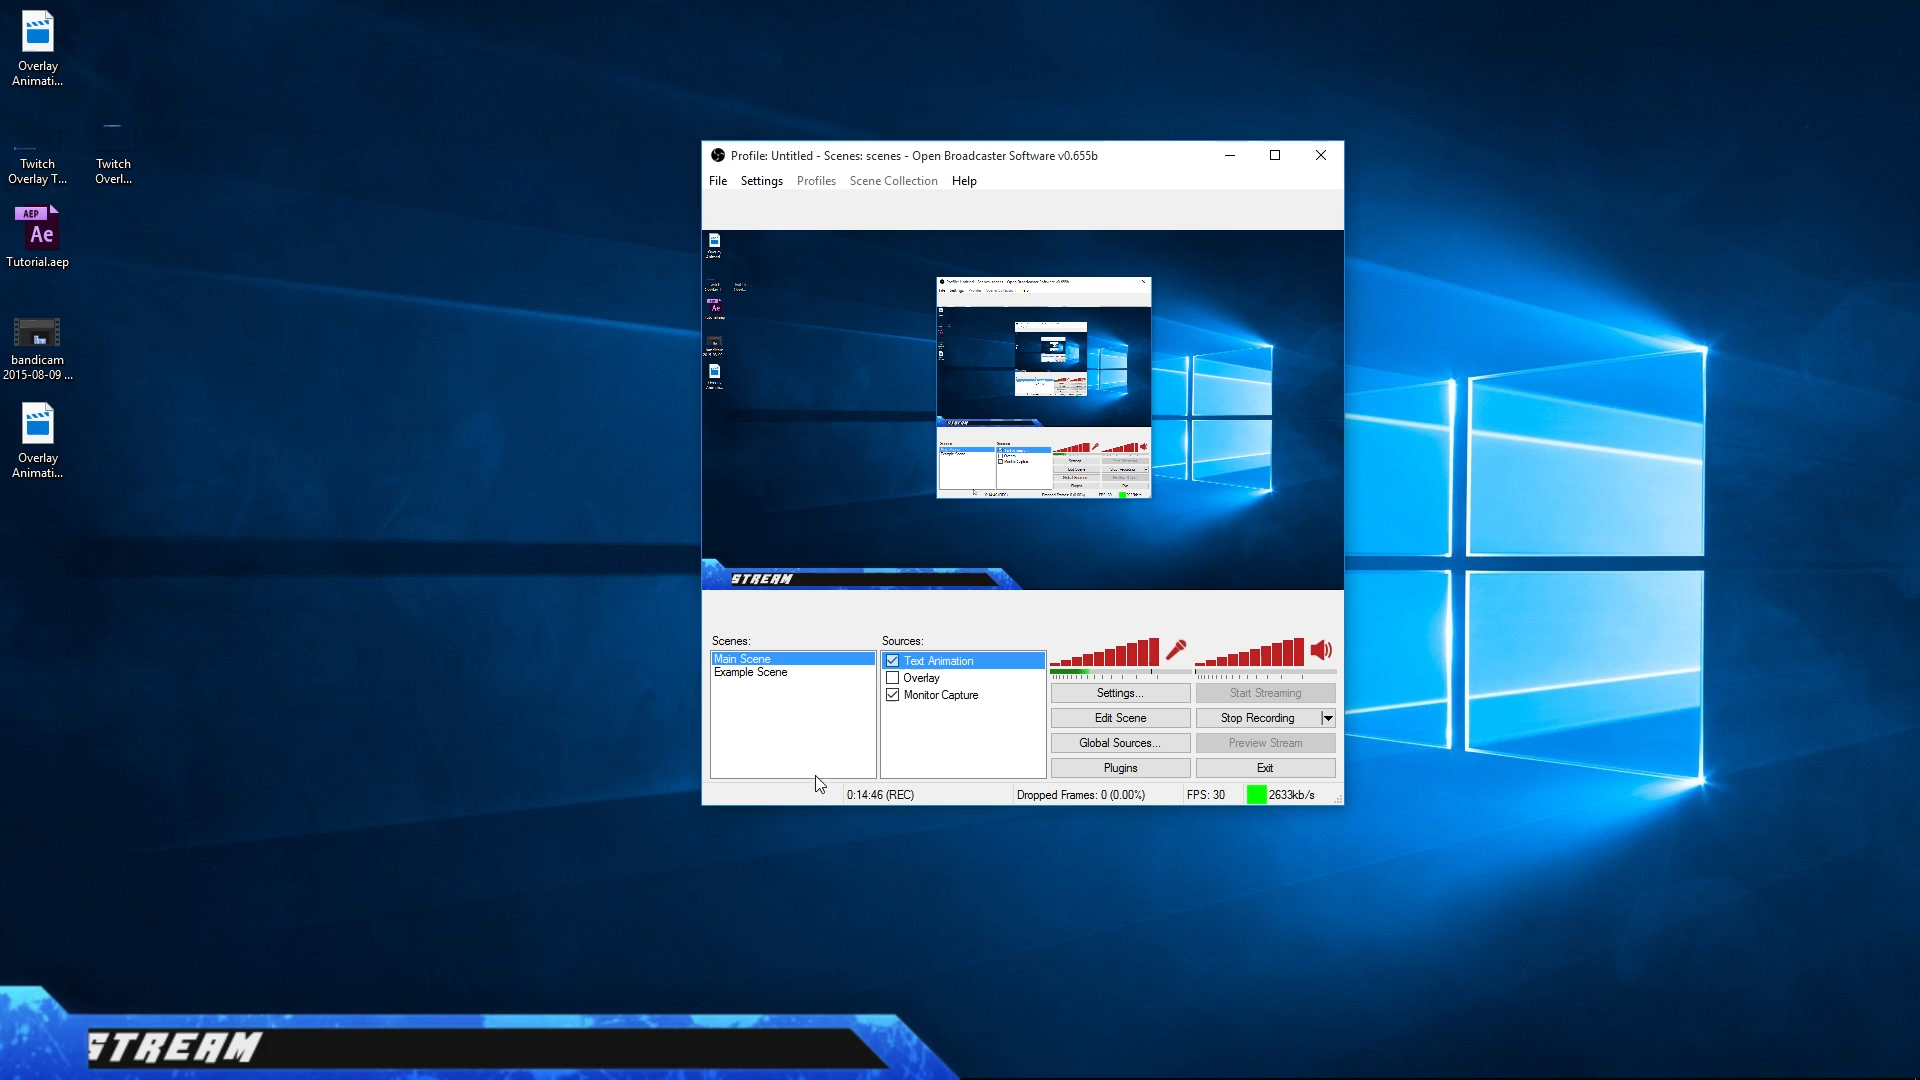 Overlay
Animati...
Twitch
Overlay T...
Twitch
Overl...
AEP
Ae
Tutorial.aep
bandicam
2015-08-09 ...
Overlay
Animati...
Profile: Untitled - Scenes: scenes - Open Broadcaster Software v0.655b
File Settings Profiles Scene Collection Help
STREAM
Scenes:
Main Scene
Example Scene
Sources:
Text Animation
Overlay
Monitor Capture
Settings...
Start Streaming
Edit Scene
Stop Recording
Global Sources...
Preview Stream
Plugins
Exit
0:14:46 (REC)
Dropped Frames: 0 (0.00%)
FPS: 30
2633kb/s
STREAM